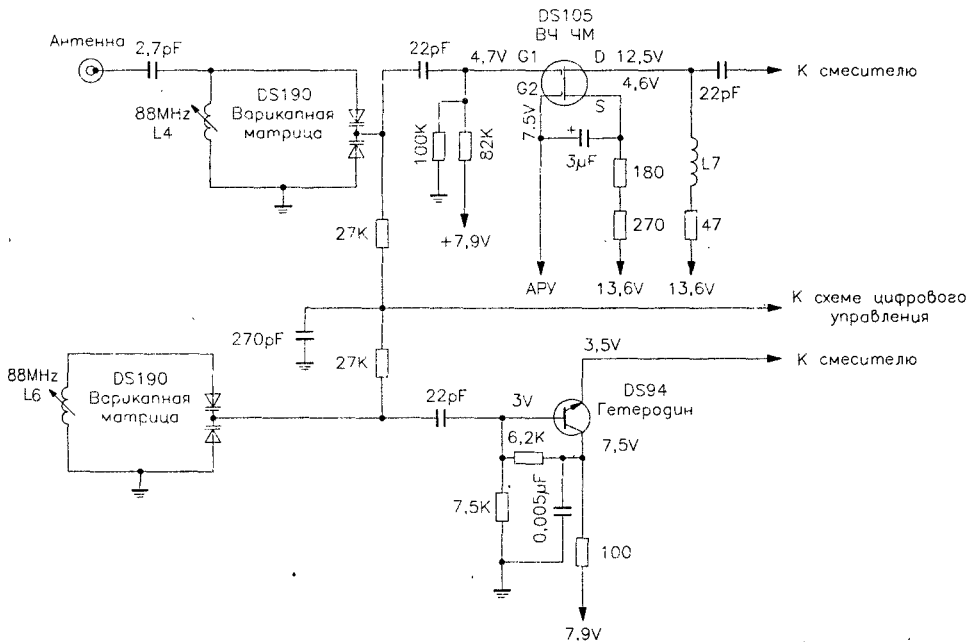 DS105
ВЧ ЧМ
Антенна
2,7pF
22pF
4,7V
G1
D
12,5V
4,6V
К смесителю
22pF
DS190
Варикапная
матрица
88MHz
L4
G2
S
7.5V
100K
82K
3µF
180
L7
270
47
27K
+7,9V
АРУ
13,6V
13,6V
К схеме цифрового
управления
270pF
3,5V
27K
К смесителю
88MHz
L6
DS190
Варикапная
матрица
22pF
3V
DS94
Гетеродин
6,2K
7,5V
7,5K
0,005µF
100
7,9V